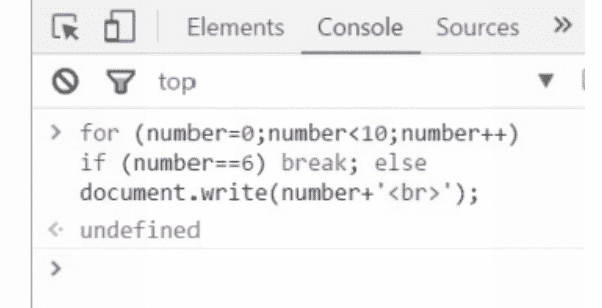 Elements Console Sources »
top ▼
> for (number=0;number<10;number++)
if (number==6) break; else
document.write(number+'<br>');
<· undefined
>